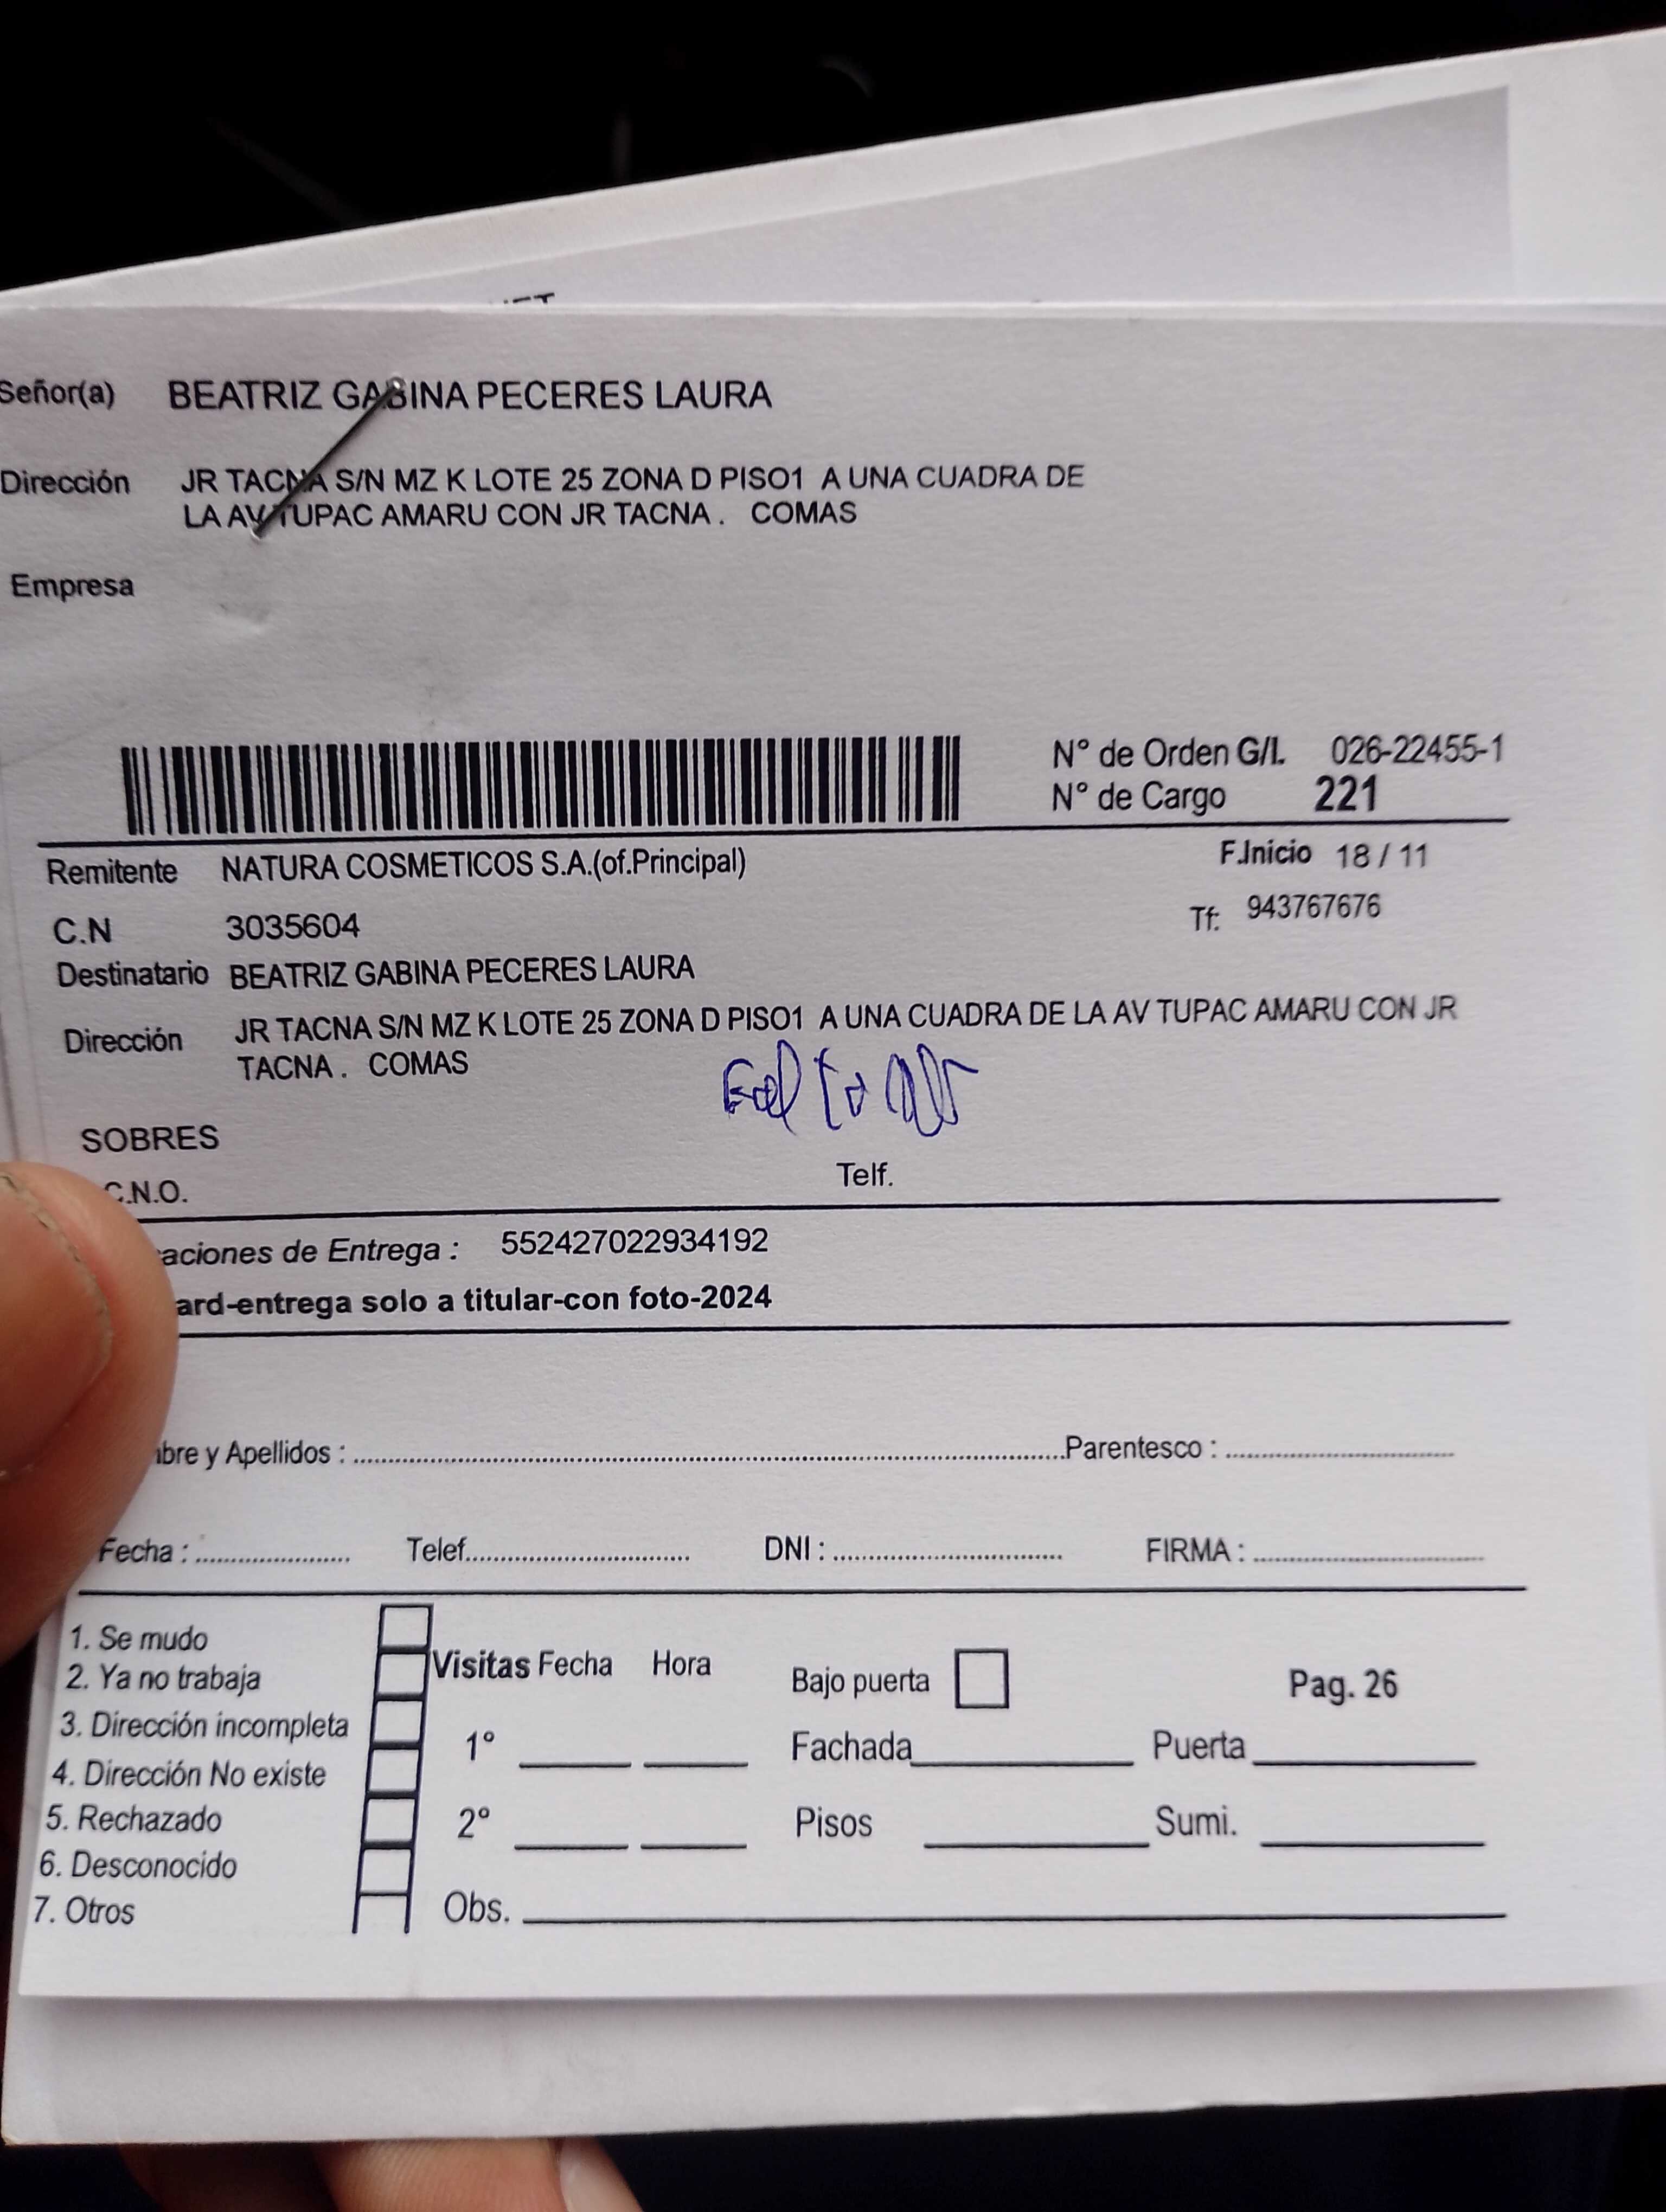 Señor(a) BEATRIZ GABINA PECERES LAURA
Dirección JR TACNA S/N MZ K LOTE 25 ZONA D PISO1 A UNA CUADRA DE
LA AV TUPAC AMARU CON JR TACNA . COMAS
Empresa
N° de Orden G/I. 026-22455-1
N° de Cargo 221
Remitente NATURA COSMETICOS S.A.(of.Principal)
F.Inicio 18 / 11
C.N 3035604
Tf: 943767676
Destinatario BEATRIZ GABINA PECERES LAURA
Dirección JR TACNA S/N MZ K LOTE 25 ZONA D PISO1 A UNA CUADRA DE LA AV TUPAC AMARU CON JR
TACNA . COMAS
SOBRES
C.N.O. Telf.
aciones de Entrega : 552427022934192
ard-entrega solo a titular-con foto-2024
bre y Apellidos : Parentesco :
Fecha : Telef. DNI : FIRMA :
1. Se mudo
2. Ya no trabaja
3. Dirección incompleta
4. Dirección No existe
5. Rechazado
6. Desconocido
7. Otros
Visitas Fecha Hora
1º
2º
Obs.
Bajo puerta
Pag. 26
Fachada Puerta
Pisos Sumi.